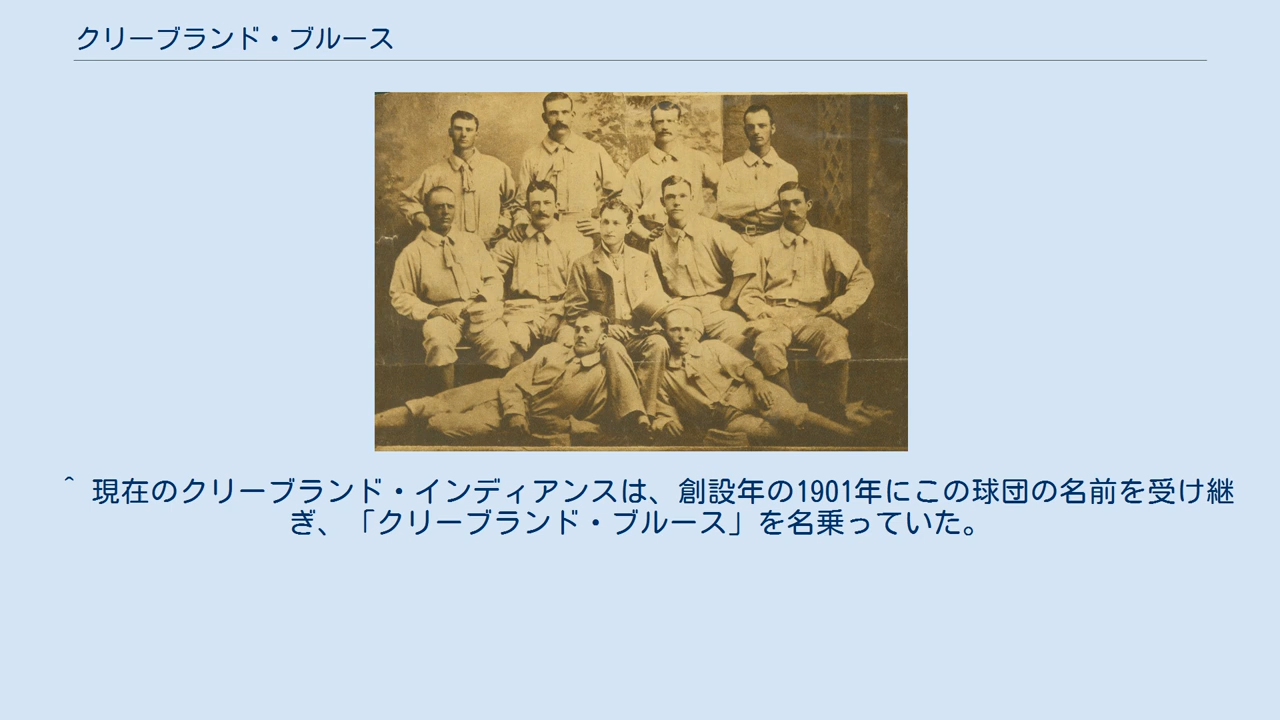 クリーブランド・ブルース
^ 現在のクリーブランド・インディアンスは、創設年の1901年にこの球団の名前を受け継
ぎ、「クリーブランド・ブルース」を名乗っていた。